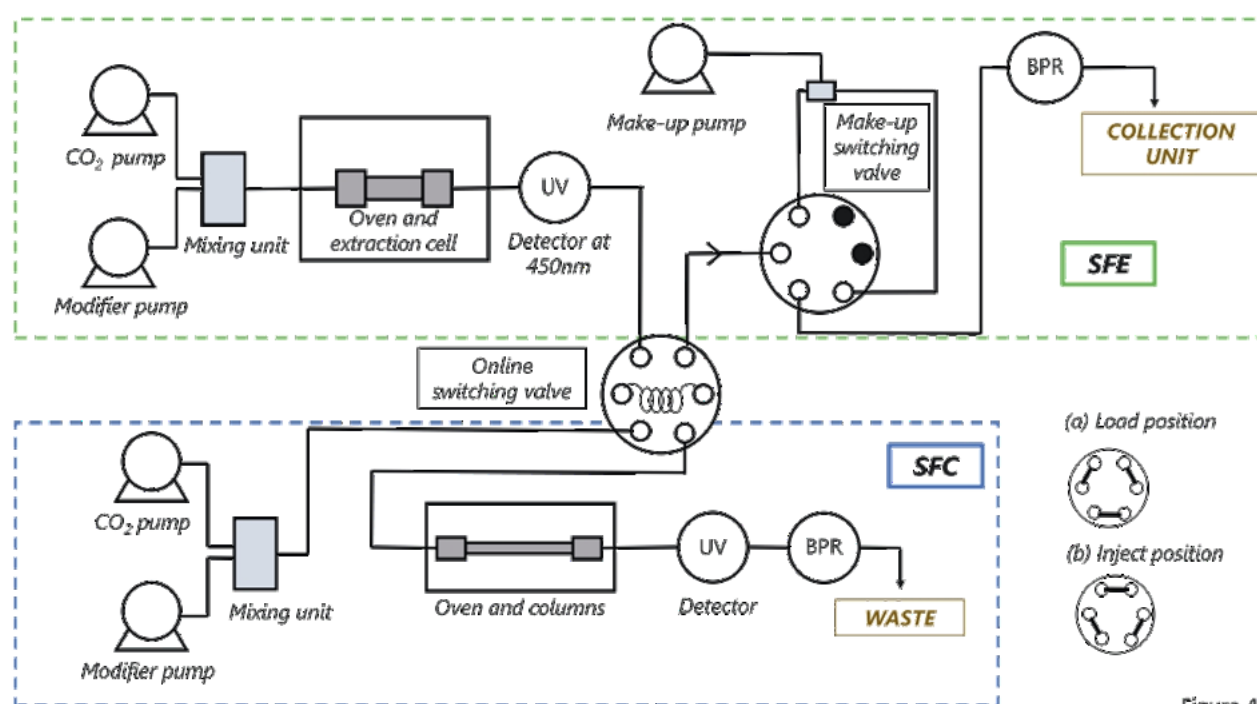 CO₂ pump
Modifier pump
Mixing unit
Oven and
extraction cell
UV
Detector at
450nm
Make-up pump
Make-up
switching
valve
BPR
COLLECTION
UNIT
SFE
Online
switching valve
SFC
CO₂ pump
Modifier pump
Mixing unit
Oven and columns
UV
Detector
BPR
WASTE
(a) Load position
(b) Inject position